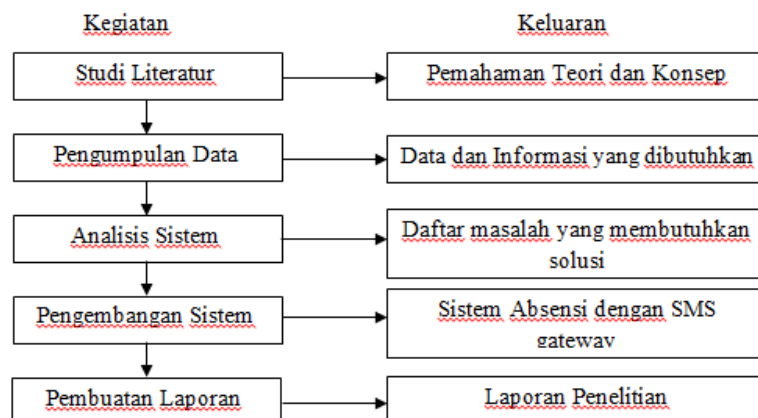 Kegiatan
Keluaran
Studi Literatur
Pemahaman Teori dan Konsep
Pengumpulan Data
Data dan Informasi yang dibutuhkan
Analisis Sistem
Daftar masalah yang membutuhkan
solusi
Pengembangan Sistem
Sistem Absensi dengan SMS
gateway
Pembuatan Laporan
Laporan Penelitian